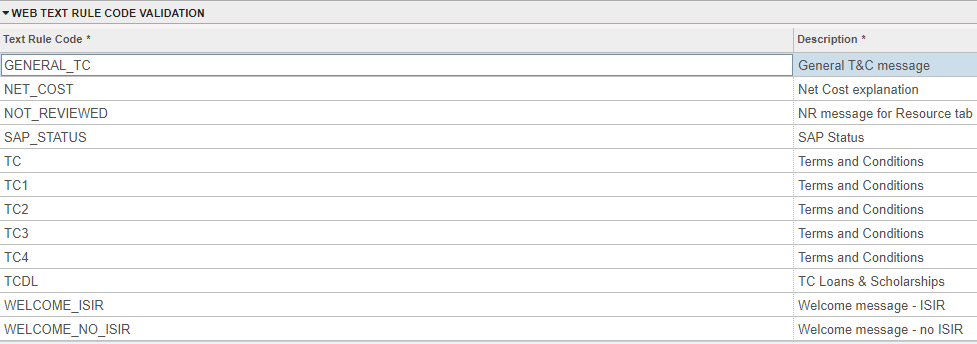 WEB TEXT RULE CODE VALIDATION
Text Rule Code * Description *
GENERAL_TC General T&C message
NET_COST Net Cost explanation
NOT_REVIEWED NR message for Resource tab
SAP_STATUS SAP Status
TC Terms and Conditions
TC1 Terms and Conditions
TC2 Terms and Conditions
TC3 Terms and Conditions
TC4 Terms and Conditions
TCDL TC Loans & Scholarships
WELCOME_ISIR Welcome message - ISIR
WELCOME_NO_ISIR Welcome message - no ISIR